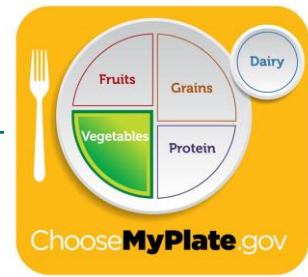 Dairy
Fruits
Grains
Vegetables
Protein
ChooseMyPlate.gov